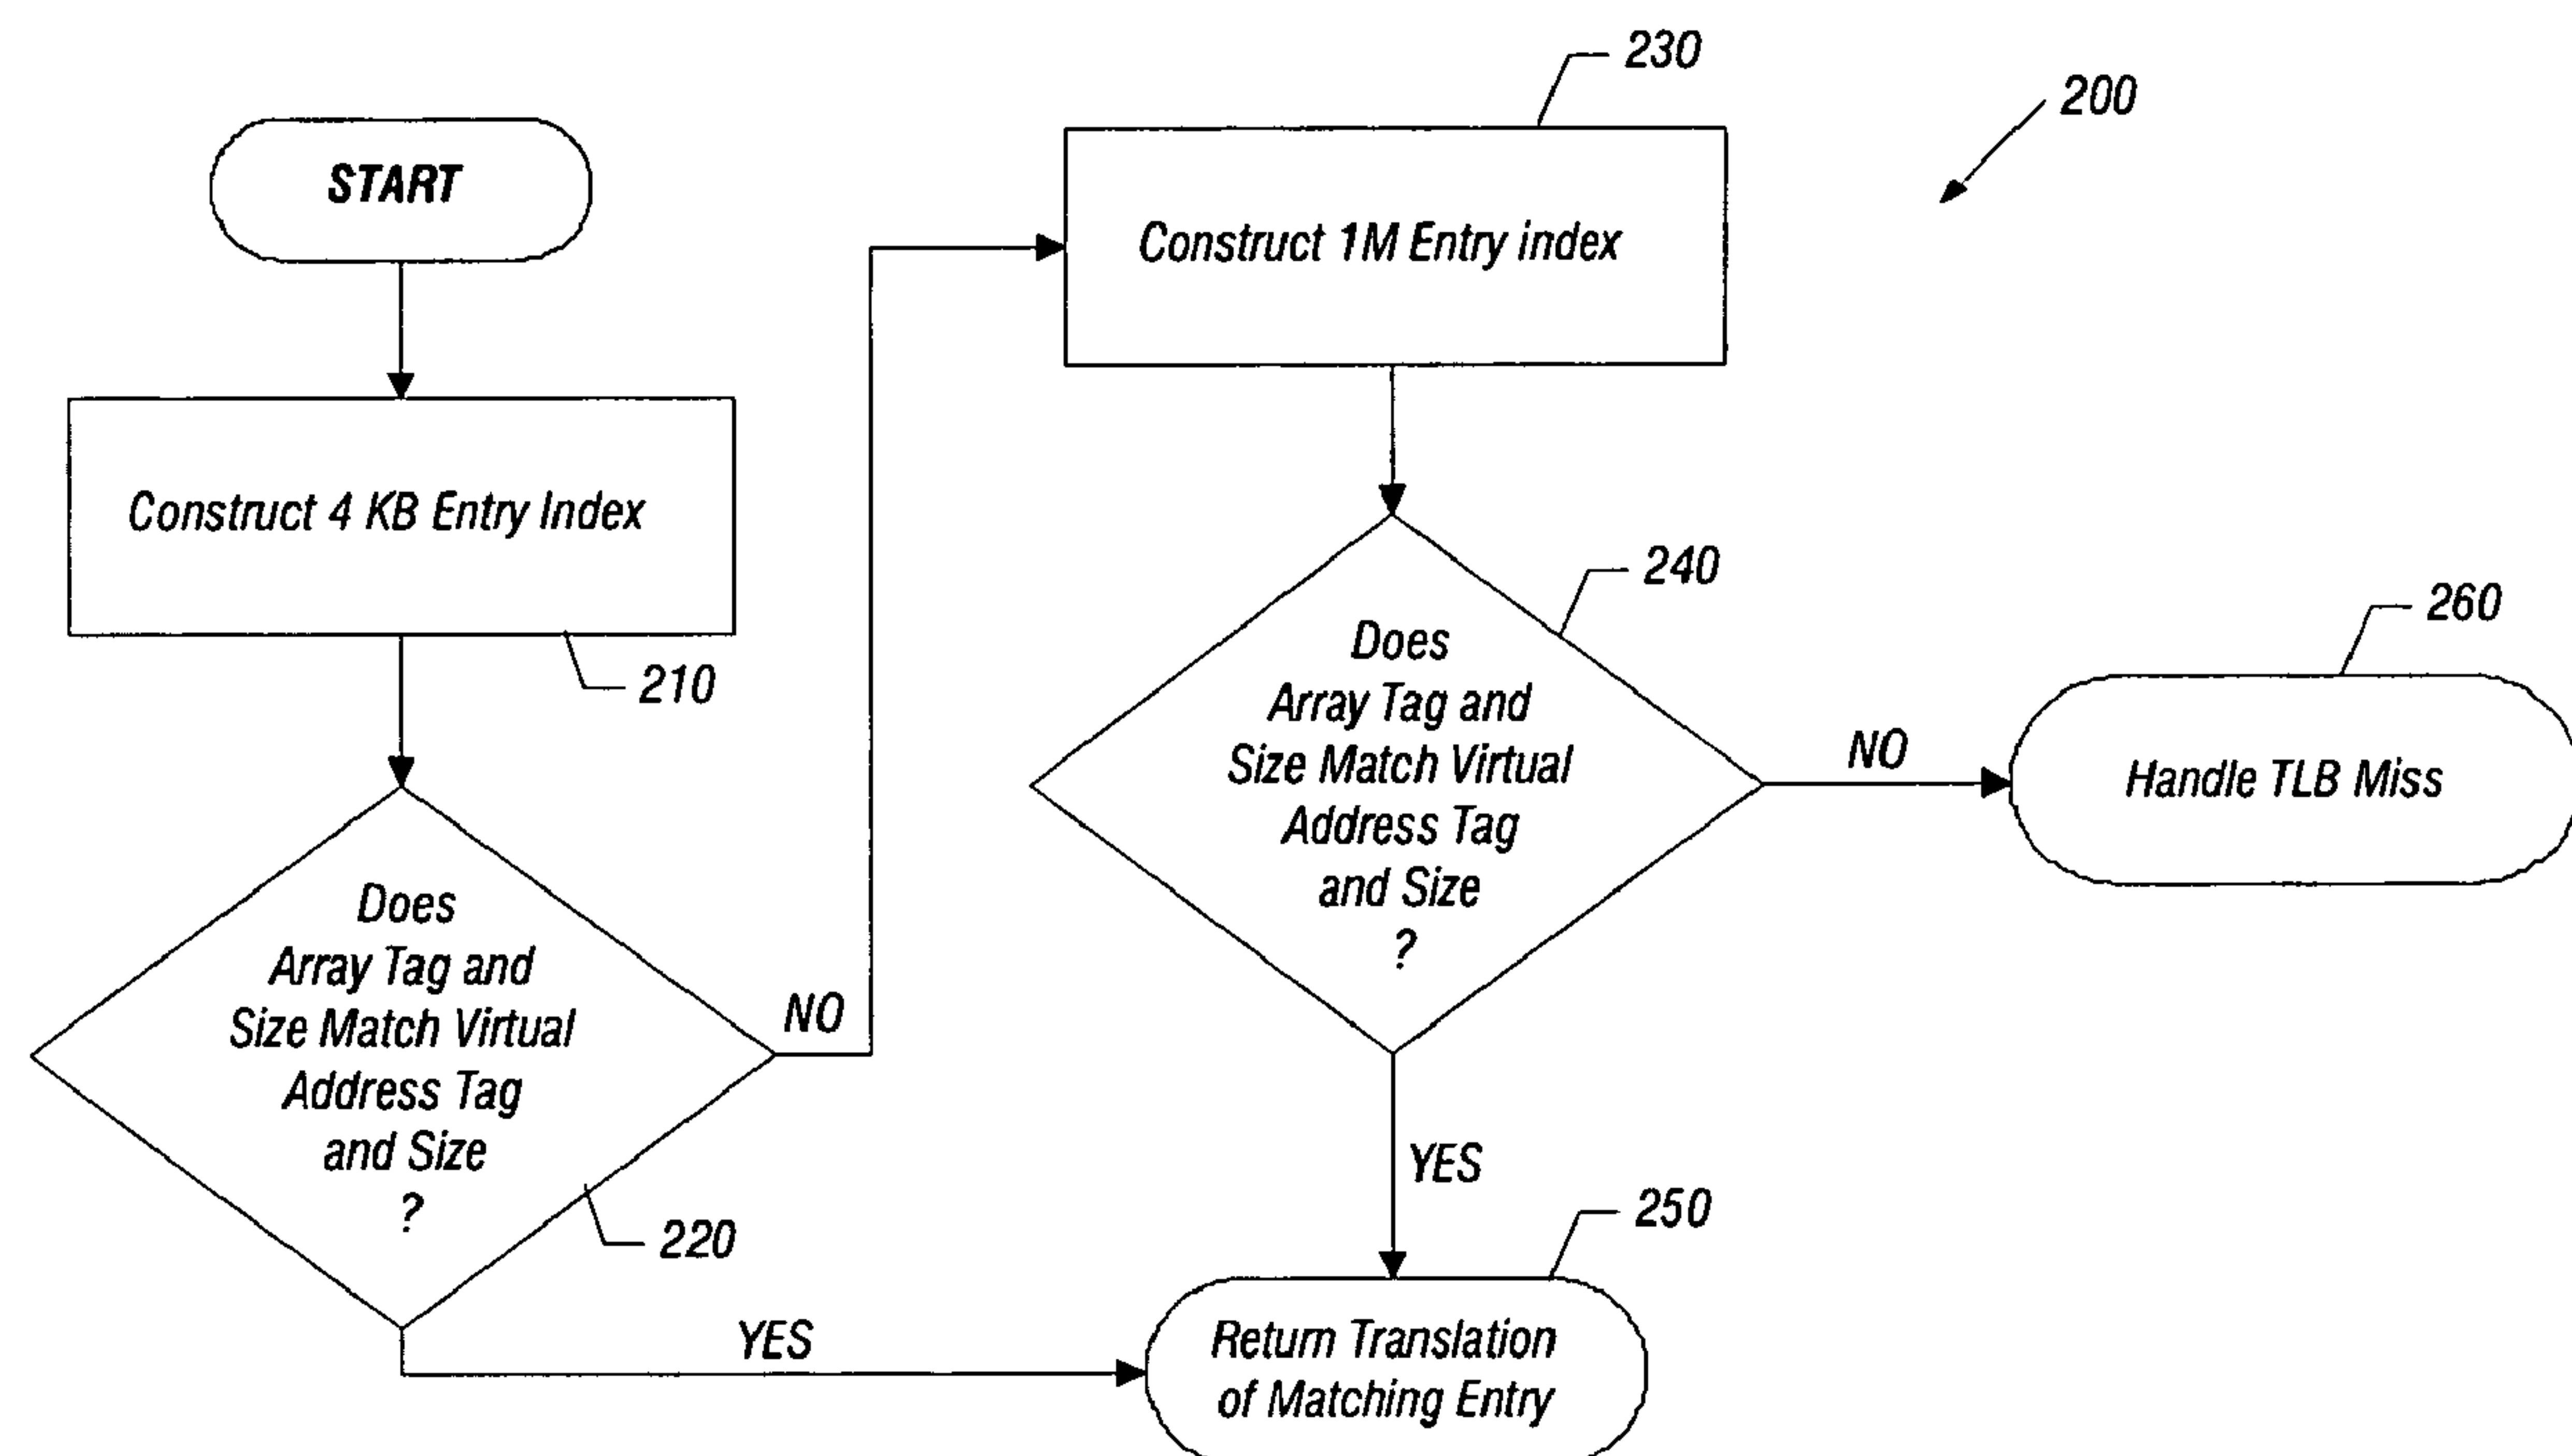 START
Construct 4 KB Entry Index
210
Does
Array Tag and
Size Match Virtual
Address Tag
and Size
?
220
NO
YES
230
Construct 1M Entry index
200
240
Does
Array Tag and
Size Match Virtual
Address Tag
and Size
?
NO
YES
260
Handle TLB Miss
250
Return Translation
of Matching Entry